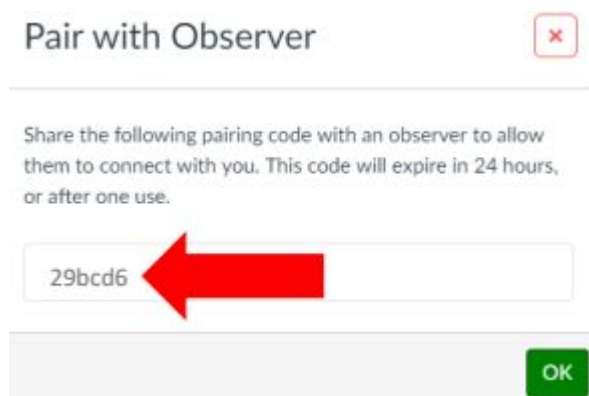 Pair with Observer
×
Share the following pairing code with an observer to allow
them to connect with you. This code will expire in 24 hours,
or after one use.
29bcd6
OK